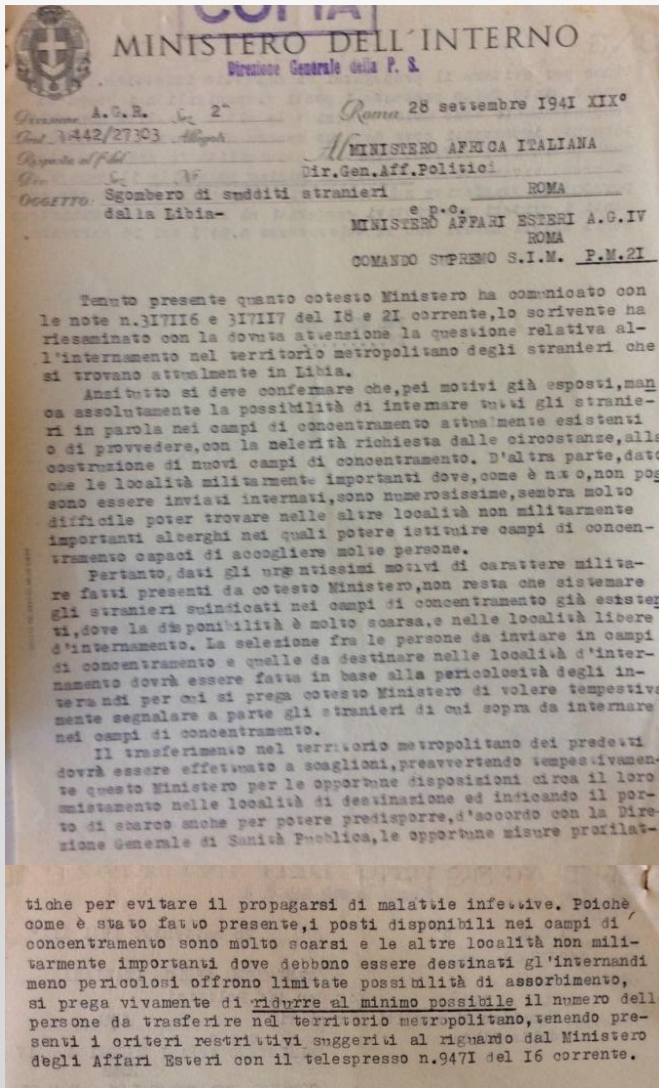 COPIA
MINISTERO DELL'INTERNO
Direzione Generale della P. S.
Divisione A.G.R. Sez 2^
Roma 28 settembre 1941 XIX°
Prot N. 442/27303 Allegati
Al MINISTERO AFRICA ITALIANA
Risposta al f. del
Dir.Gen.Aff.Politici
Div. Sez N°
ROMA
OGGETTO: Sgombero di sudditi stranieri
dalla Libia-
e p.c.
MINISTERO AFFARI ESTERI A.G.IV
ROMA
COMANDO SUPREMO S.I.M. P.M.2I
Tenuto presente quanto cotesto Ministero ha comunicato con
le note n.317II6 e 317II7 del I8 e 2I corrente,lo scrivente ha
riesaminato con la dovuta attenzione la questione relativa al-
l'internamento nel territorio metropolitano degli stranieri che
si trovano attualmente in Libia.
Anzitutto si deve confermare che,pei motivi già esposti,man
ca assolutamente la possibilità di internare tutti gli stranie-
ri in parola nei campi di concentramento attualmente esistenti
o di provvedere,con la celerità richiesta dalle circostanze,alla
costruzione di nuovi campi di concentramento. D'altra parte,dato
che le località militarmente importanti dove,come è n to,non pos
sono essere inviati internati,sono numerosissime,sembra molto
difficile poter trovare nelle altre località non militarmente
importanti alberghi nei quali potere istituire campi di concen-
tramento capaci di accogliere molte persone.
Pertanto,dati gli urgentissimi motivi di carattere milita-
re fatti presenti da cotesto Ministero,non resta che sistemare
gli stranieri suindicati nei campi di concentramento già esisten
ti,dove la disponibilità è molto scarsa,e nelle località libere
d'internamento. La selezione fra le persone da inviare in campi
di concentramento e quelle da destinare nelle località d'inter-
namento dovrà essere fatta in base alla pericolosità degli in-
ternandi per cui si prega cotesto Ministero di volere tempestiva
mente segnalare a parte gli stranieri di cui sopra da internare
nei campi di concentramento.
Il trasferimento nel territorio metropolitano dei predetti
dovrà essere effettuato a scaglioni,preavvertendo tempestivamen-
te questo Ministero per le opportune disposizioni circa il loro
smistamento nelle località di destinazione ed indicando il por-
to di sbarco anche per potere predisporre,d'accordo con la Dire-
zione Generale di Sanità Pubblica,le opportune misure profilat-
tiche per evitare il propagarsi di malattie infettive. Poichè
come è stato fatto presente,i posti disponibili nei campi di
concentramento sono molto scarsi e le altre località non mili-
tarmente importanti dove debbono essere destinati gl'internandi
meno pericolosi offrono limitate possibilità di assorbimento,
si prega vivamente di ridurre al minimo possibile il numero dell
persone da trasferire nel territorio metropolitano,tenendo pre-
senti i criteri restrittivi suggeriti al riguardo dal Ministero
degli Affari Esteri con il telespresso n.947I del I6 corrente.